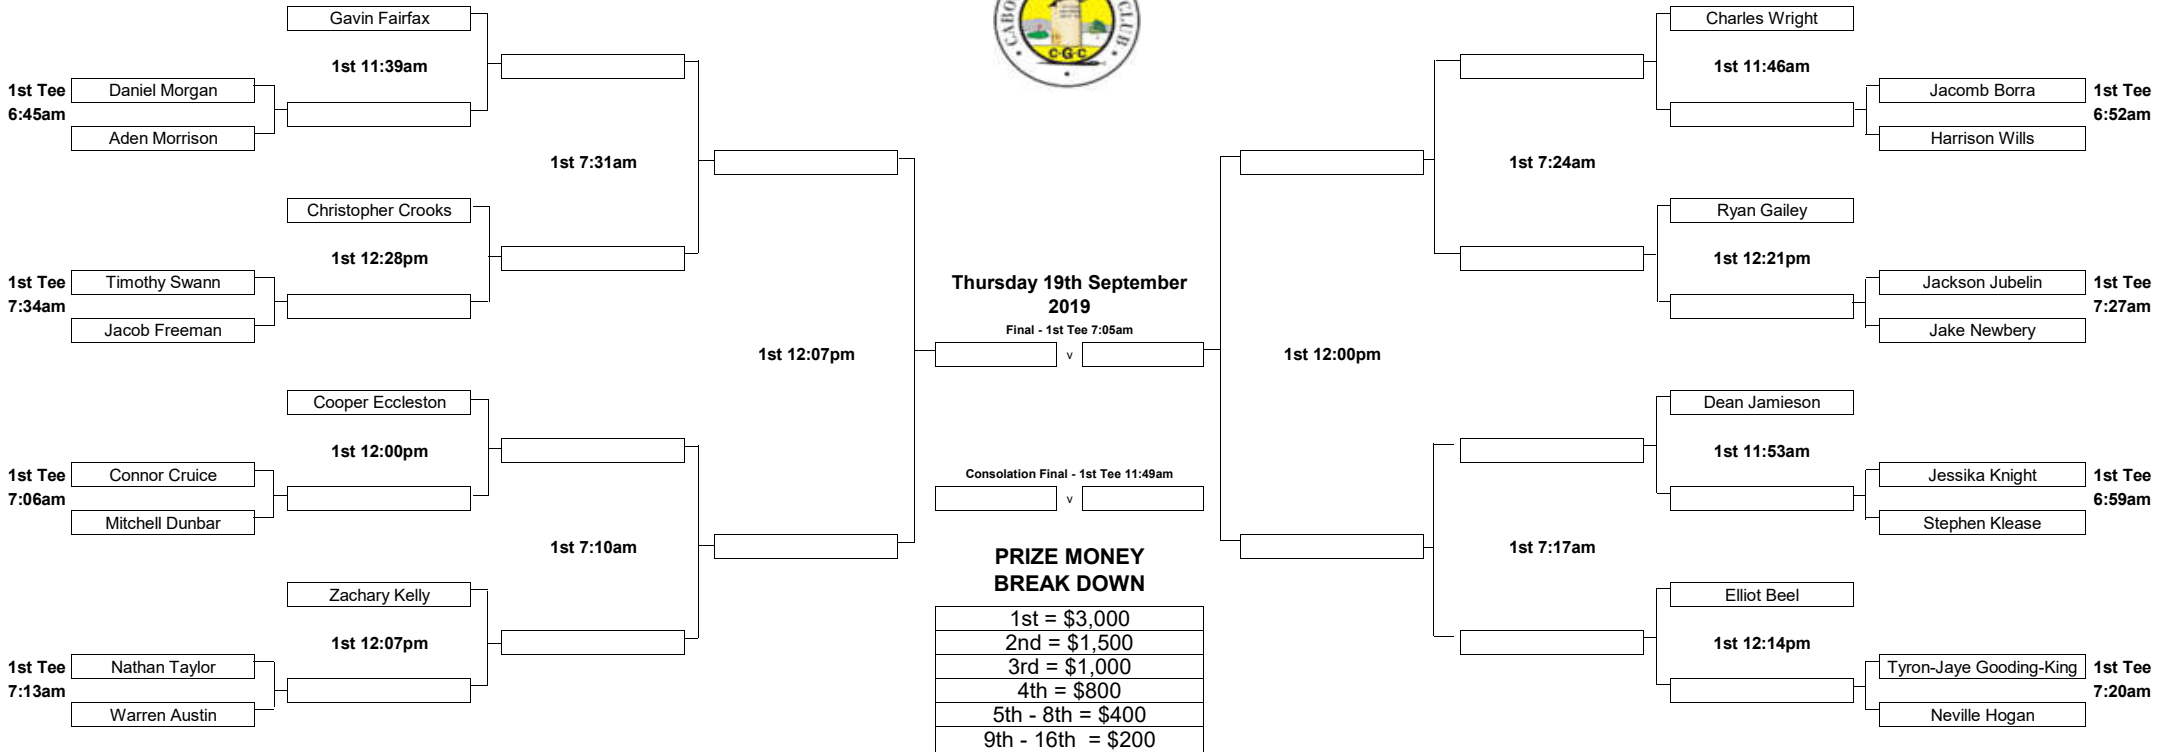 CABO
CLUB
C·G·C
Gavin Fairfax
1st 11:39am
1st Tee
6:45am
Daniel Morgan
Aden Morrison
1st 7:31am
Christopher Crooks
1st 12:28pm
1st Tee
7:34am
Timothy Swann
Jacob Freeman
1st 12:07pm
Cooper Eccleston
1st 12:00pm
1st Tee
7:06am
Connor Cruice
Mitchell Dunbar
1st 7:10am
Zachary Kelly
1st 12:07pm
1st Tee
7:13am
Nathan Taylor
Warren Austin
Thursday 19th September
2019
Final - 1st Tee 7:05am
v
Consolation Final - 1st Tee 11:49am
v
PRIZE MONEY
BREAK DOWN
1st = $3,000
2nd = $1,500
3rd = $1,000
4th = $800
5th - 8th = $400
9th - 16th = $200
Charles Wright
1st 11:46am
Jacomb Borra
Harrison Wills
1st Tee
6:52am
1st 7:24am
Ryan Gailey
1st 12:21pm
Jackson Jubelin
Jake Newbery
1st Tee
7:27am
1st 12:00pm
Dean Jamieson
1st 11:53am
Jessika Knight
Stephen Klease
1st Tee
6:59am
1st 7:17am
Elliot Beel
1st 12:14pm
Tyron-Jaye Gooding-King
Neville Hogan
1st Tee
7:20am